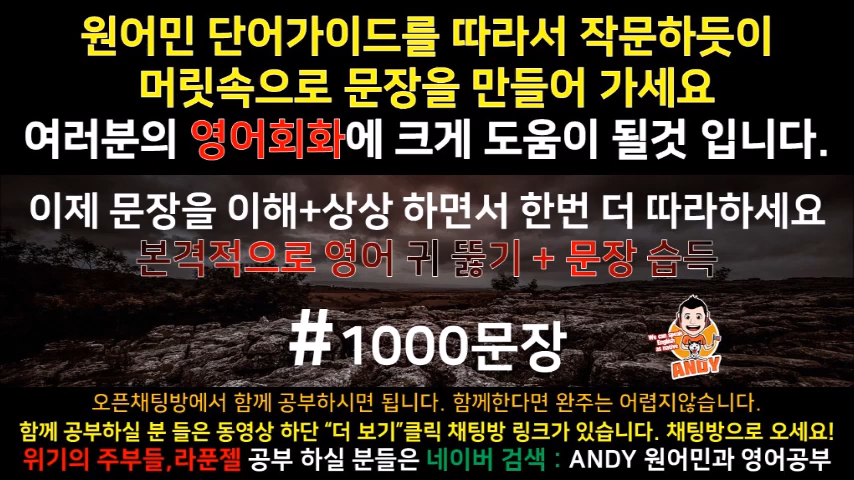 원어민 단어가이드를 따라서 작문하듯이
머릿속으로 문장을 만들어 가세요
여러분의 영어회화에 크게 도움이 될것 입니다.
이제 문장을 이해+상상 하면서 한번 더 따라하세요
본격적으로 영어 귀 뚫기 + 문장 습득
#1000문장
We can speak
English
as native
ANDY
오픈채팅방에서 함께 공부하시면 됩니다. 함께한다면 완주는 어렵지않습니다.
함께 공부하실 분 들은 동영상 하단 “더 보기”클릭 채팅방 링크가 있습니다. 채팅방으로 오세요!
위기의 주부들,라푼젤 공부 하실 분들은 네이버 검색 : ANDY 원어민과 영어공부